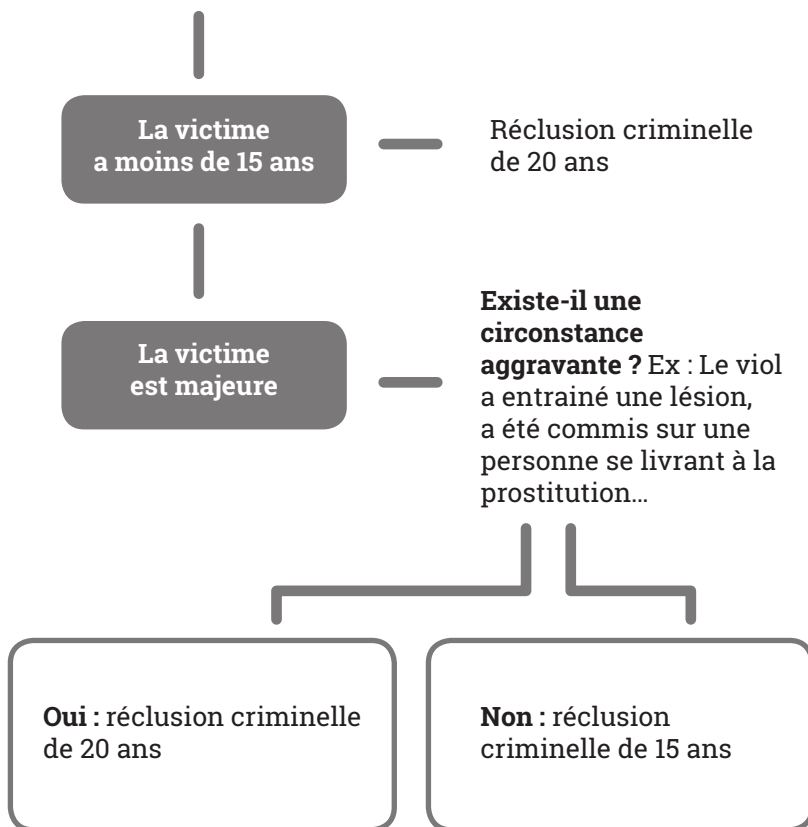 La victime
a moins de 15 ans
Réclusion criminelle
de 20 ans
La victime
est majeure
Existe-il une
circonstance
aggravante ? Ex : Le viol
a entrainé une lésion,
a été commis sur une
personne se livrant à la
prostitution…
Oui : réclusion criminelle
de 20 ans
Non : réclusion
criminelle de 15 ans